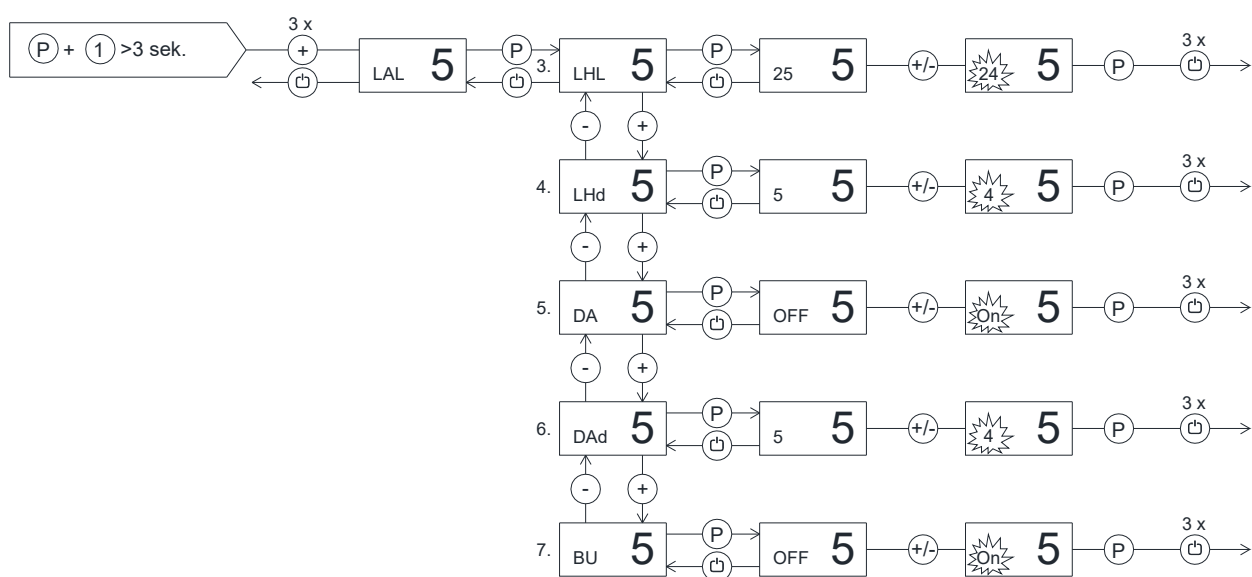 3 x
P + 1 >3 sek. + LAL 5 P 3. LHL 5 P 25 5 +/- 24 5 P 3 x
- +
4. LHd 5 P 5 5 +/- 4 5 P 3 x
- +
5. DA 5 P OFF 5 +/- On 5 P 3 x
- +
6. DAd 5 P 5 5 +/- 4 5 P 3 x
- +
7. BU 5 P OFF 5 +/- On 5 P 3 x